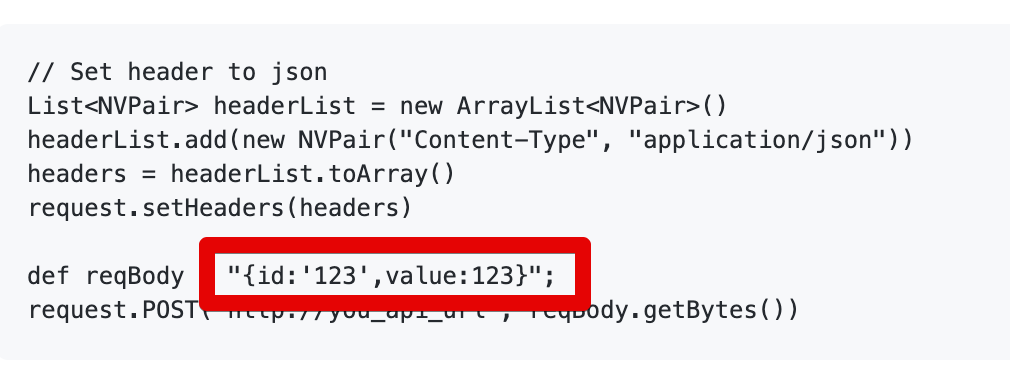 // Set header to json
List<NVPair> headerList = new ArrayList<NVPair>()
headerList.add(new NVPair("Content-Type", "application/json"))
headers = headerList.toArray()
request.setHeaders(headers)
def reqBody "{id:'123',value:123}";
request.POST( http://you_api_url , reqBody.getBytes())